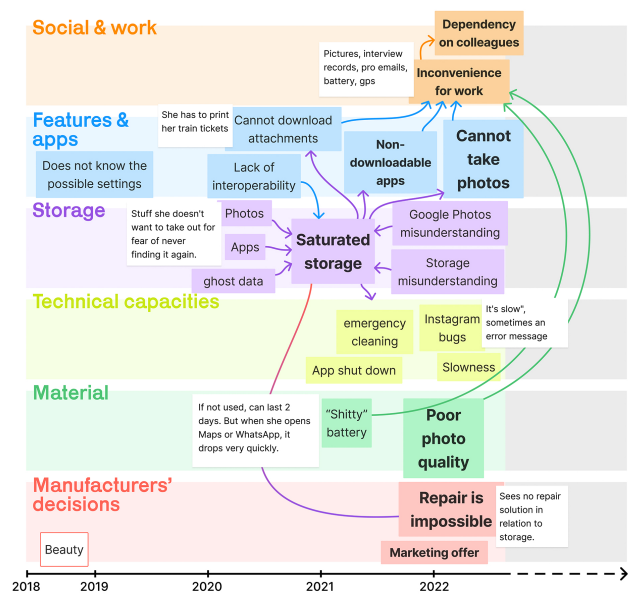 Social & work
Dependency
on colleagues
Pictures, interview
records, pro emails,
battery, gps
Inconvenience
for work
Features &
apps
She has to print
her train tickets
Cannot download
attachments
Non-
downloadable
apps
Cannot
take
photos
Does not know the
possible settings
Lack of
interoperability
Storage
Stuff she doesn't
want to take out for
fear of never
finding it again.
Photos
Apps
ghost data
Saturated
storage
Google Photos
misunderstanding
Storage
misunderstanding
Technical capacities
emergency
cleaning
Instagram
bugs
It's slow",
sometimes an
error message
App shut down
Slowness
Material
If not used, can last 2
days. But when she opens
Maps or WhatsApp, it
drops very quickly.
“Shitty”
battery
Poor
photo
quality
Manufacturers’
decisions
Repair is
impossible
Sees no repair
solution in
relation to
storage.
Beauty
Marketing offer
2018 2019 2020 2021 2022